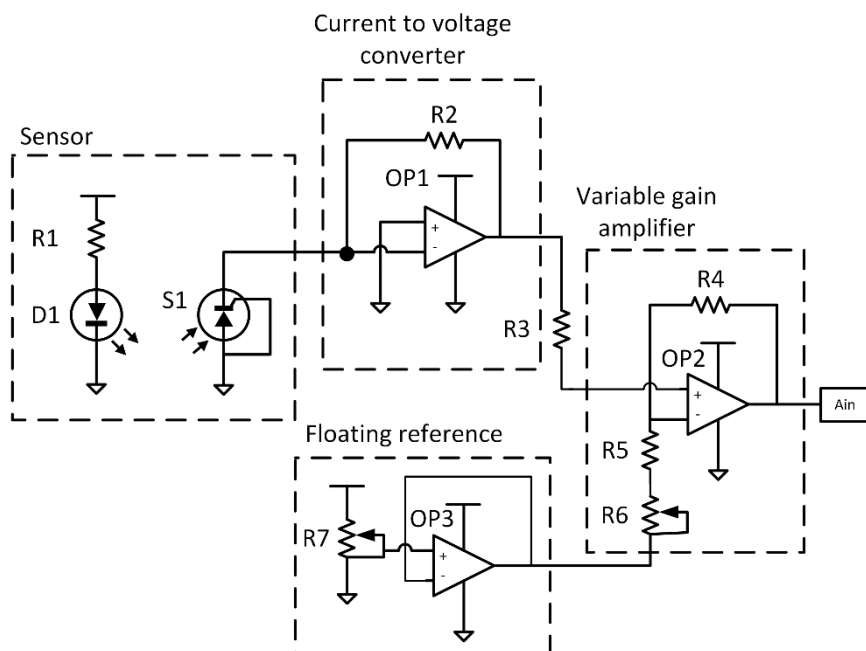 Current to voltage
converter
Sensor
R2
OP1
+
-
R1
D1
S1
Variable gain
amplifier
R3
R4
OP2
+
-
Ain
Floating reference
R5
R6
R7
OP3
+
-